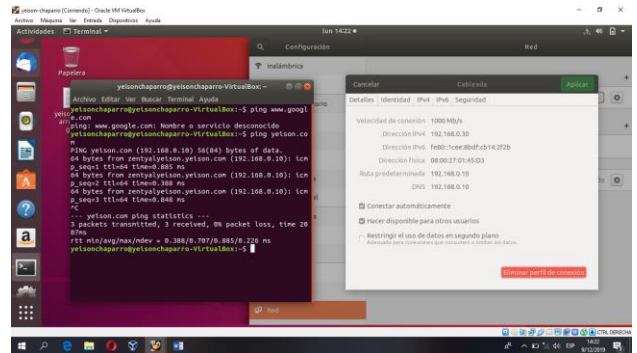 yeison-chaparro [Corriendo] - Oracle VM VirtualBox
Archivo Máquina Ver Entrada Dispositivos Ayuda
Actividades Terminal lun 14:22
Configuración Red
Papelera
Inalámbrica
yeisonchaparro@yeisonchaparro-VirtualBox: ~
Archivo Editar Ver Buscar Terminal Ayuda
yeisonchaparro@yeisonchaparro-VirtualBox:~$ ping www.googl
e.com
ping: www.google.com: Nombre o servicio desconocido
yeisonchaparro@yeisonchaparro-VirtualBox:~$ ping yeison.co
m
PING yeison.com (192.168.0.10) 56(84) bytes of data.
64 bytes from zentyalyeison.yeison.com (192.168.0.10): icm
p_seq=1 ttl=64 time=0.885 ms
64 bytes from zentyalyeison.yeison.com (192.168.0.10): icm
p_seq=2 ttl=64 time=0.388 ms
64 bytes from zentyalyeison.yeison.com (192.168.0.10): icm
p_seq=3 ttl=64 time=0.848 ms
^C
--- yeison.com ping statistics ---
3 packets transmitted, 3 received, 0% packet loss, time 20
07ms
rtt min/avg/max/mdev = 0.388/0.707/0.885/0.226 ms
yeisonchaparro@yeisonchaparro-VirtualBox:~$
Cancelar Cableada Aplicar
Detalles Identidad IPv4 IPv6 Seguridad
Velocidad de conexión 1000 Mb/s
Dirección IPv4 192.168.0.30
Dirección IPv6 fe80::1cee:8bdf:cb14:2f2b
Dirección física 08:00:27:01:45:D3
Ruta predeterminada 192.168.0.10
DNS 192.168.0.10
Conectar automáticamente
Hacer disponible para otros usuarios
Restringir el uso de datos en segundo plano
Eliminar perfil de conexión
Red
CTRL DERECHA
ESP 14:22
9/12/2019